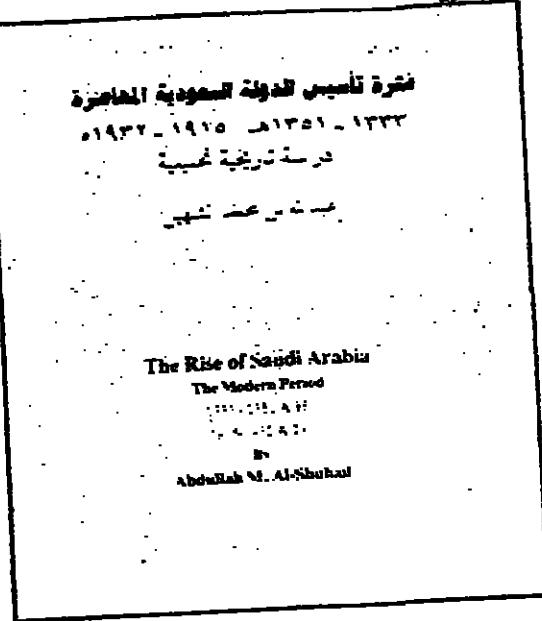 فترة تأسيس الدولة السعودية المعاصرة
١٣٣٣ - ١٣٥١هـ ١٩١٥ - ١٩٣٢م
دراسة تاريخية تحليلية
The Rise of Saudi Arabia
The Modern Period
By
Abdullah M. Al-Shuhail